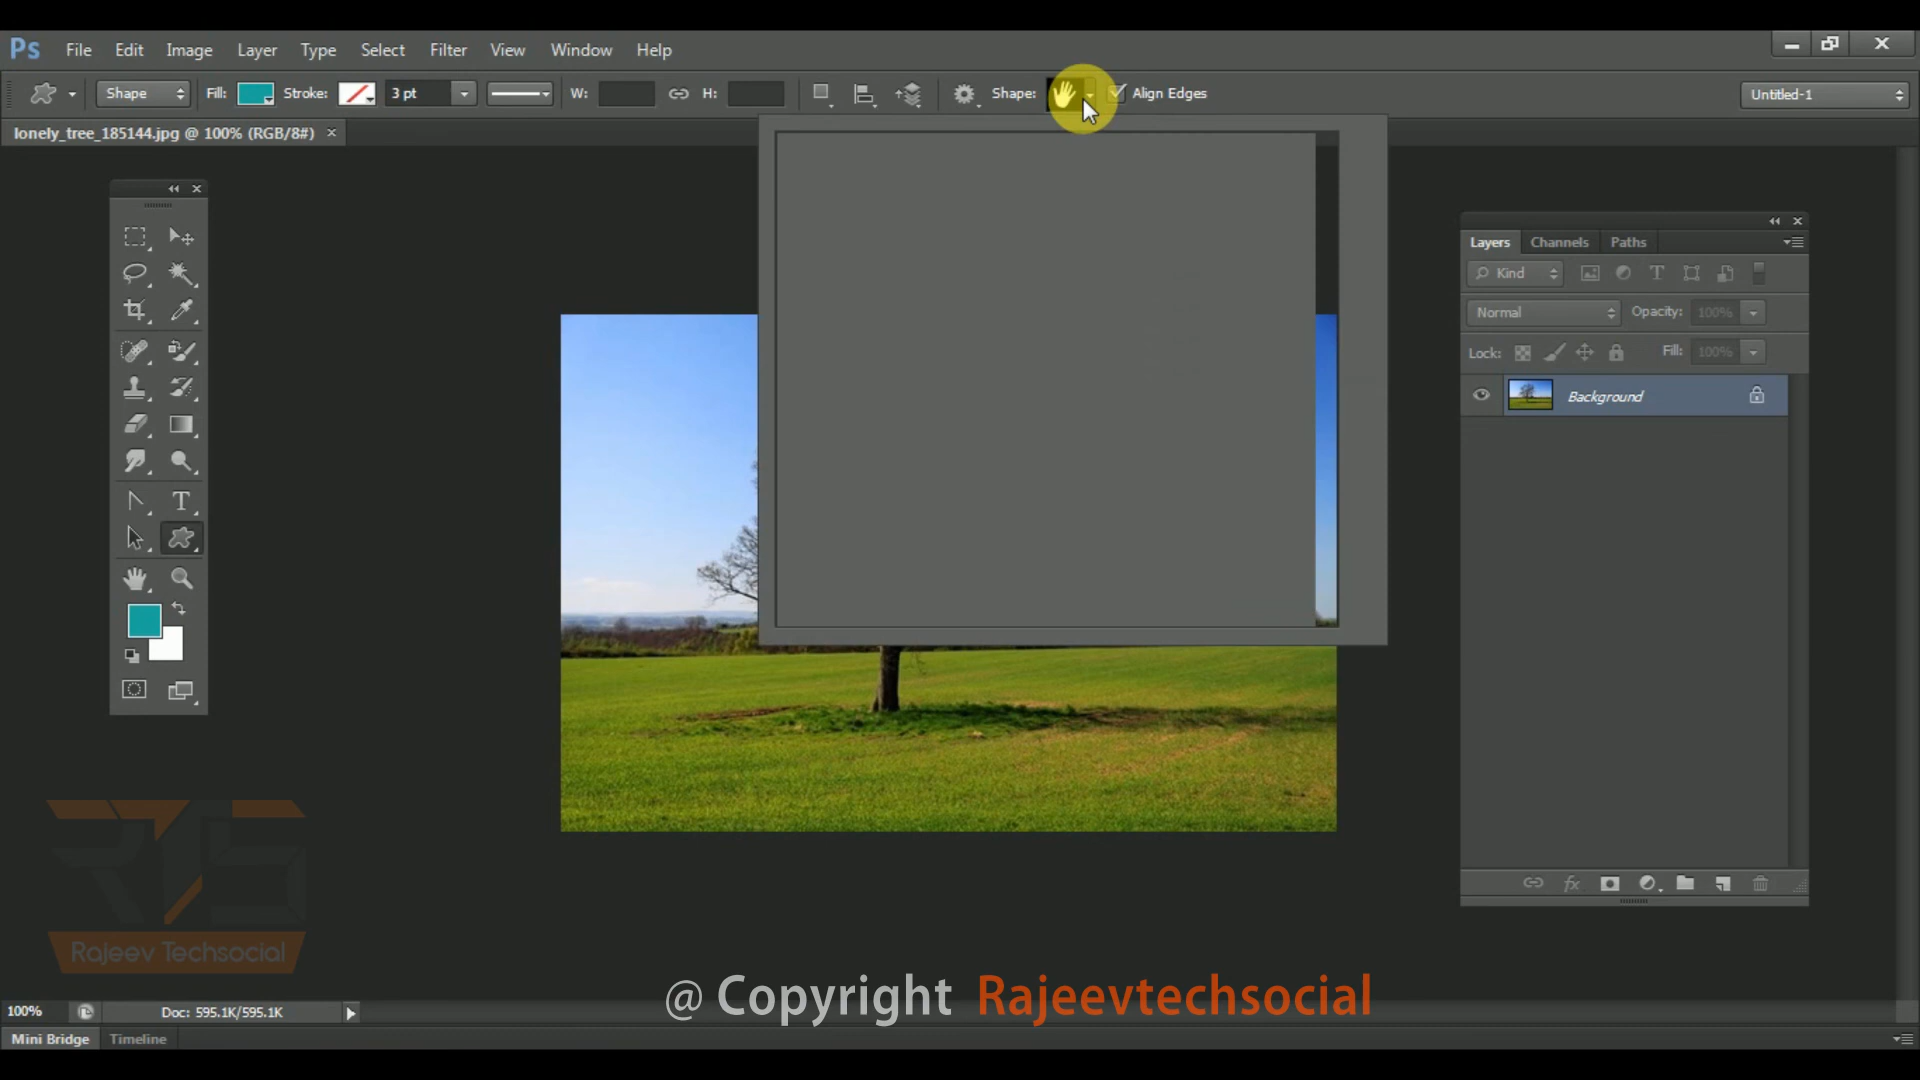 Ps File Edit Image Layer Type Select Filter View Window Help
Shape Fill: Stroke: 3 pt W: H: Shape: Align Edges Untitled-1
lonely_tree_185144.jpg @ 100% (RGB/8#) ×
Layers Channels Paths
Kind
Normal Opacity: 100%
Lock: Fill: 100%
Background
RTS
Rajeev Techsocial
@ Copyright Rajeevtechsocial
100% Doc: 595.1K/595.1K
Mini Bridge Timeline